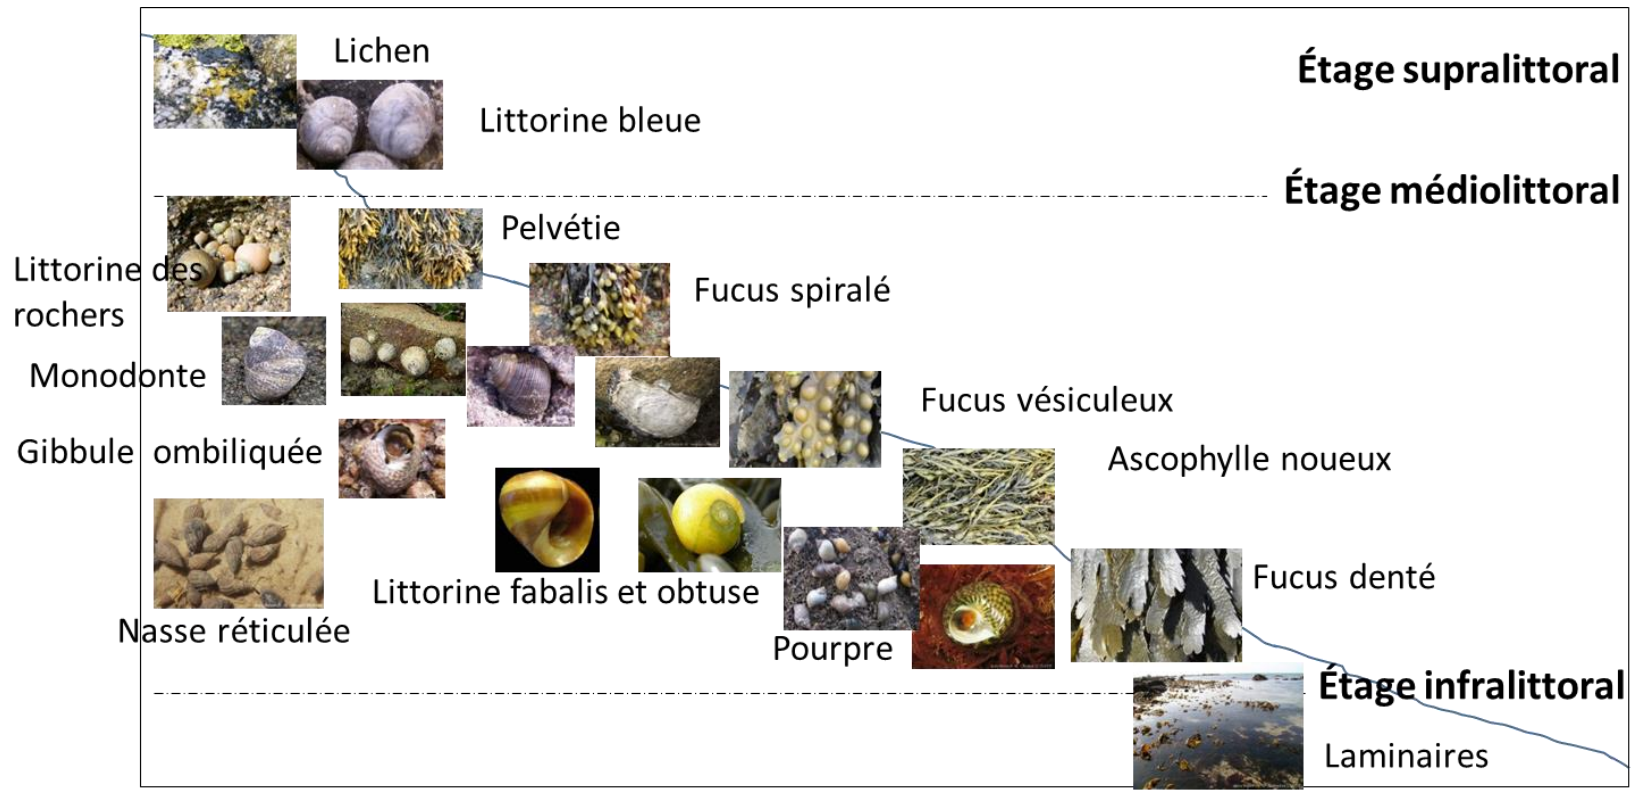 Lichen
Étage supralittoral
Littorine bleue
Étage médiolittoral
Pelvétie
Littorine des
rochers
Fucus spiralé
Monodonte
Fucus vésiculeux
Gibbule ombiliquée
Ascophylle noueux
Littorine fabalis et obtuse
Fucus denté
Nasse réticulée
Pourpre
Étage infralittoral
Laminaires